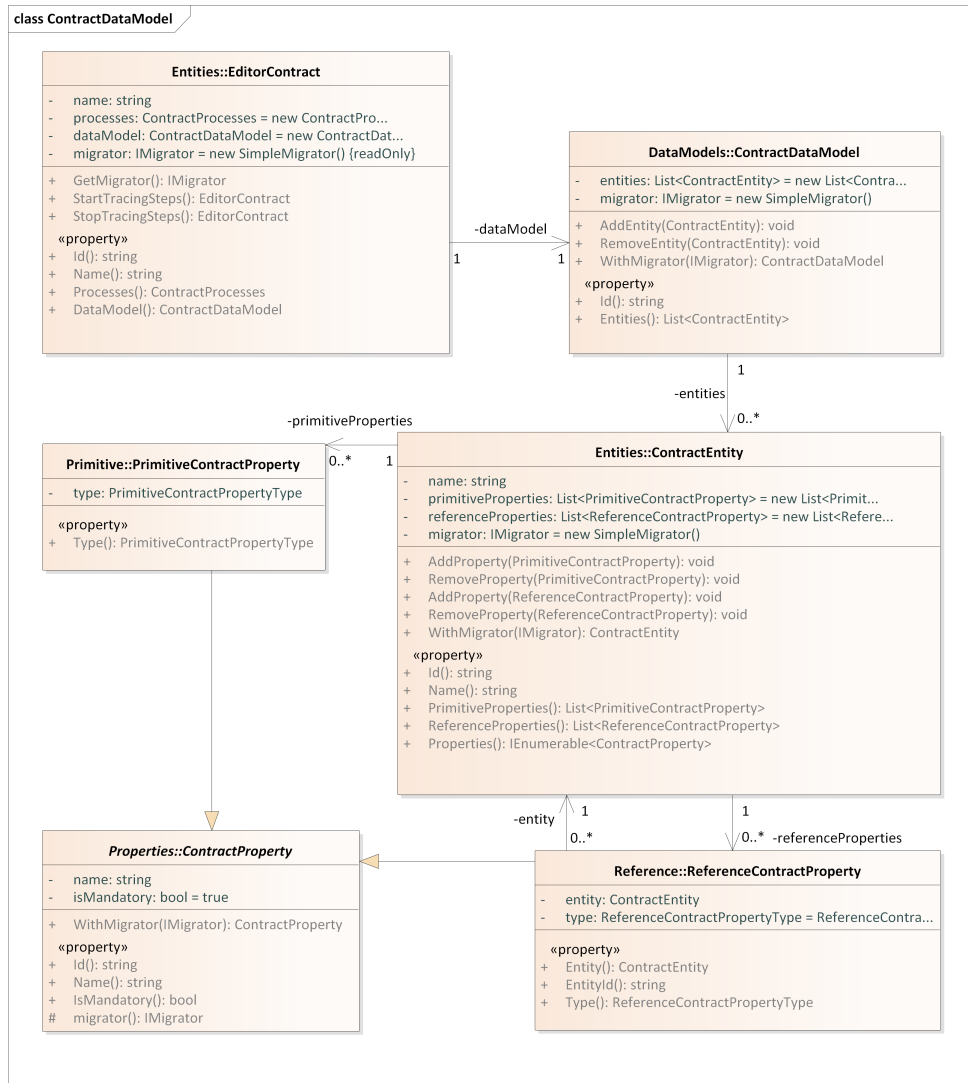 class ContractDataModel
Entities::EditorContract
- name: string
- processes: ContractProcesses = new ContractPro...
- dataModel: ContractDataModel = new ContractDat...
- migrator: IMigrator = new SimpleMigrator() {readOnly}
+ GetMigrator(): IMigrator
+ StartTracingSteps(): EditorContract
+ StopTracingSteps(): EditorContract
«property»
+ Id(): string
+ Name(): string
+ Processes(): ContractProcesses
+ DataModel(): ContractDataModel
-dataModel
1
1
DataModels::ContractDataModel
- entities: List<ContractEntity> = new List<Contra...
- migrator: IMigrator = new SimpleMigrator()
+ AddEntity(ContractEntity): void
+ RemoveEntity(ContractEntity): void
+ WithMigrator(IMigrator): ContractDataModel
«property»
+ Id(): string
+ Entities(): List<ContractEntity>
1
-entities
0..*
-primitiveProperties
0..*
1
Primitive::PrimitiveContractProperty
- type: PrimitiveContractPropertyType
«property»
+ Type(): PrimitiveContractPropertyType
Entities::ContractEntity
- name: string
- primitiveProperties: List<PrimitiveContractProperty> = new List<Primit...
- referenceProperties: List<ReferenceContractProperty> = new List<Refere...
- migrator: IMigrator = new SimpleMigrator()
+ AddProperty(PrimitiveContractProperty): void
+ RemoveProperty(PrimitiveContractProperty): void
+ AddProperty(ReferenceContractProperty): void
+ RemoveProperty(ReferenceContractProperty): void
+ WithMigrator(IMigrator): ContractEntity
«property»
+ Id(): string
+ Name(): string
+ PrimitiveProperties(): List<PrimitiveContractProperty>
+ ReferenceProperties(): List<ReferenceContractProperty>
+ Properties(): IEnumerable<ContractProperty>
-entity
1
0..*
1
0..*
-referenceProperties
Properties::ContractProperty
- name: string
- isMandatory: bool = true
+ WithMigrator(IMigrator): ContractProperty
«property»
+ Id(): string
+ Name(): string
+ IsMandatory(): bool
# migrator(): IMigrator
Reference::ReferenceContractProperty
- entity: ContractEntity
- type: ReferenceContractPropertyType = ReferenceContra...
«property»
+ Entity(): ContractEntity
+ EntityId(): string
+ Type(): ReferenceContractPropertyType